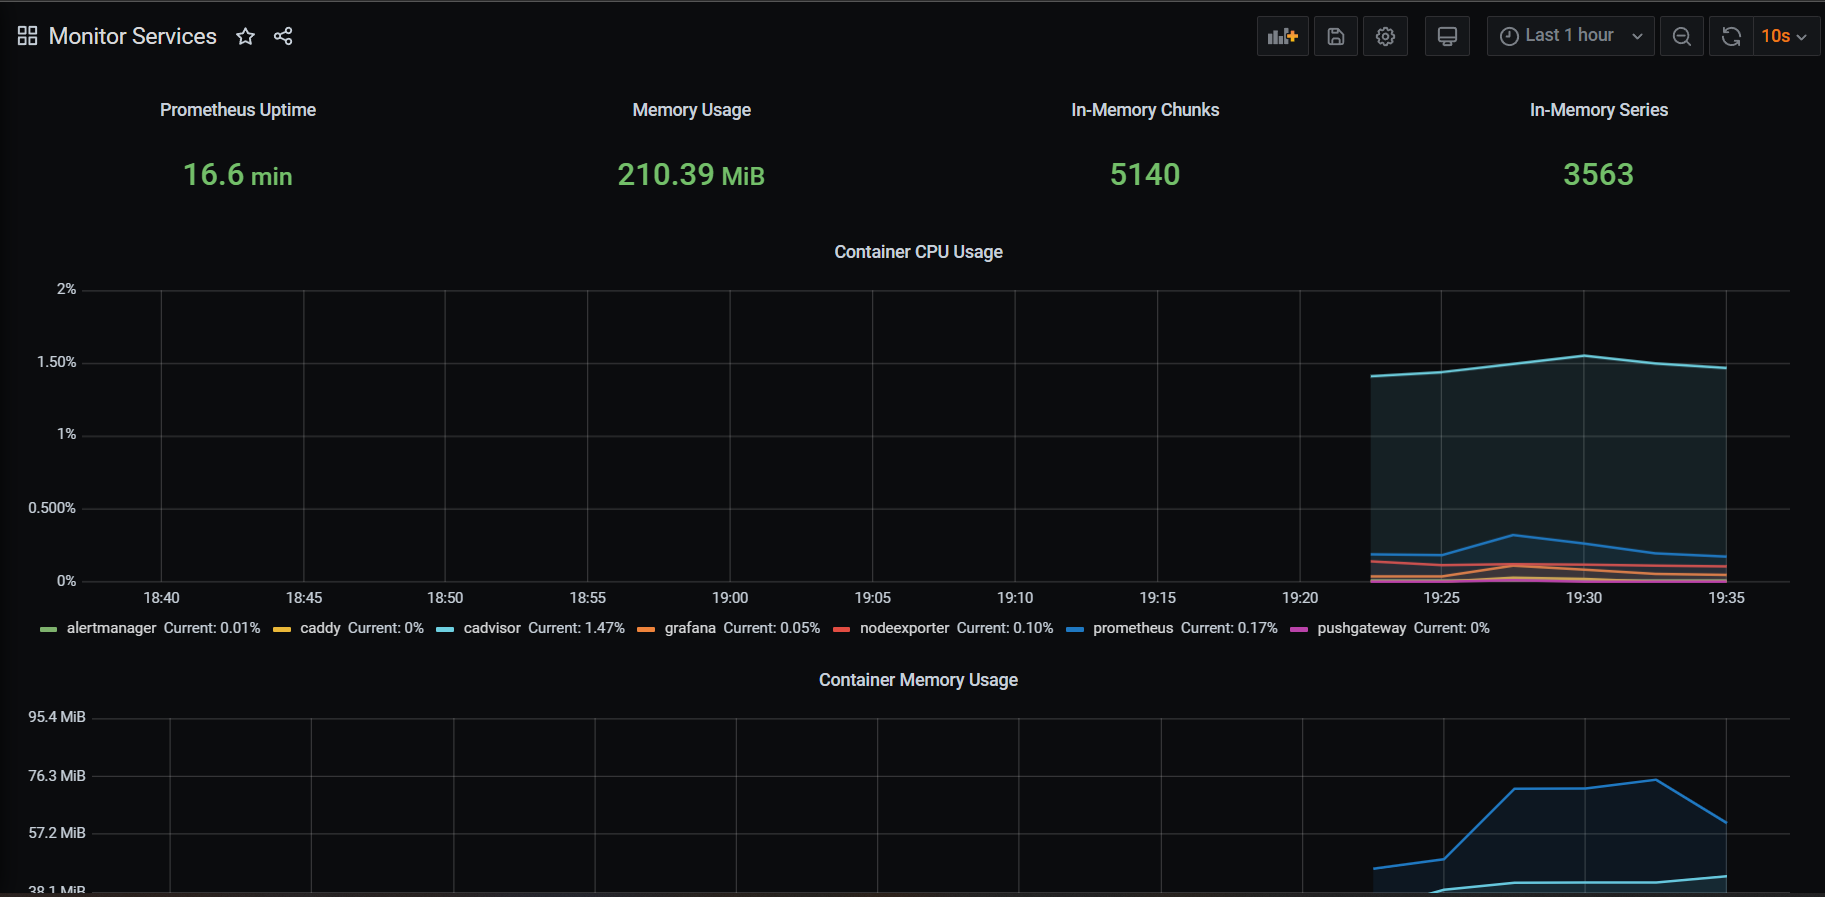 Monitor Services
Last 1 hour
10s
Prometheus Uptime
Memory Usage
In-Memory Chunks
In-Memory Series
16.6 min
210.39 MiB
5140
3563
Container CPU Usage
2%
1.50%
1%
0.500%
0%
18:40 18:45 18:50 18:55 19:00 19:05 19:10 19:15 19:20 19:25 19:30 19:35
alertmanager Current: 0.01% caddy Current: 0% cadvisor Current: 1.47% grafana Current: 0.05% nodeexporter Current: 0.10% prometheus Current: 0.17% pushgateway Current: 0%
Container Memory Usage
95.4 MiB
76.3 MiB
57.2 MiB
38.1 MiB